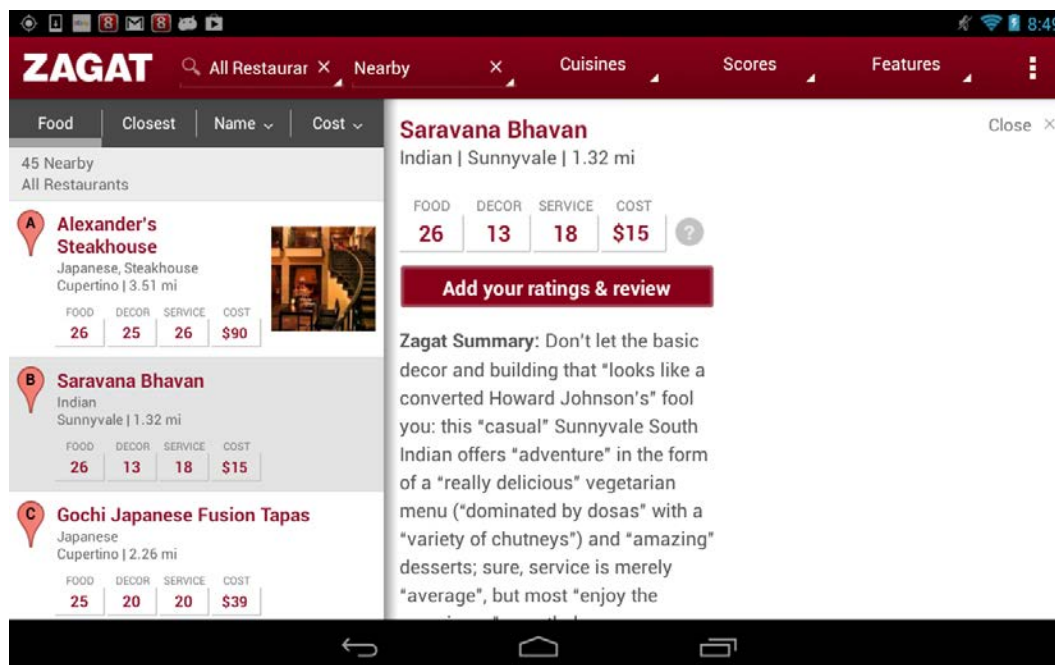 8:49
ZAGAT
All Restaurar
Nearby
Cuisines
Scores
Features
Food
Closest
Name
Cost
45 Nearby
All Restaurants
A
Alexander's
Steakhouse
Japanese, Steakhouse
Cupertino | 3.51 mi
FOOD DECOR SERVICE COST
26 25 26 $90
B
Saravana Bhavan
Indian
Sunnyvale | 1.32 mi
FOOD DECOR SERVICE COST
26 13 18 $15
C
Gochi Japanese Fusion Tapas
Japanese
Cupertino | 2.26 mi
FOOD DECOR SERVICE COST
25 20 20 $39
Saravana Bhavan
Close
Indian | Sunnyvale | 1.32 mi
FOOD DECOR SERVICE COST
26 13 18 $15
?
Add your ratings & review
Zagat Summary: Don't let the basic
decor and building that “looks like a
converted Howard Johnson's” fool
you: this “casual” Sunnyvale South
Indian offers “adventure” in the form
of a “really delicious” vegetarian
menu (“dominated by dosas” with a
“variety of chutneys”) and “amazing”
desserts; sure, service is merely
“average”, but most “enjoy the